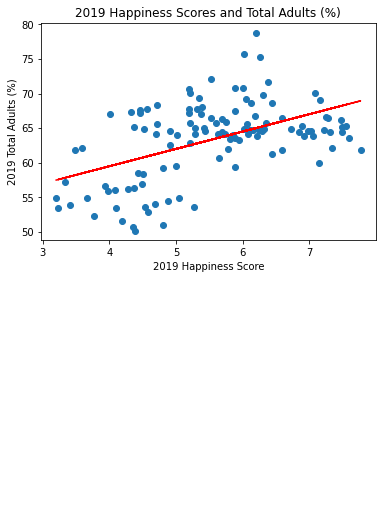 2019 Happiness Scores and Total Adults (%)
2019 Total Adults (%)
80
75
70
65
60
55
50
3 4 5 6 7
2019 Happiness Score